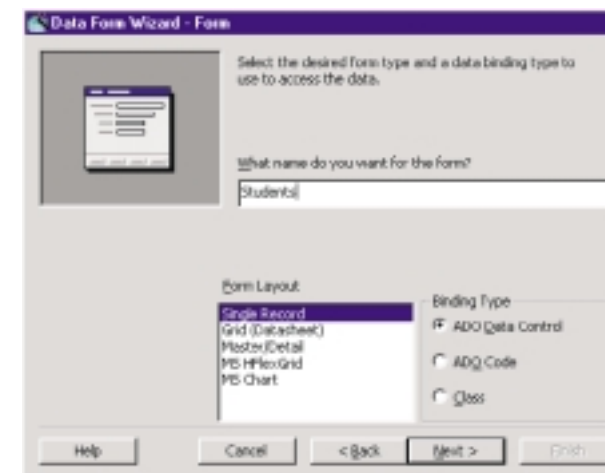 Data Form Wizard - Form
Select the desired form type and a data binding type to
use to access the data.
What name do you want for the form?
Students
Form Layout
Single Record
Grid (Datasheet)
Master/Detail
MS HFlexGrid
MS Chart
Binding Type
ADO Data Control
ADO Code
Class
Help
Cancel
< Back
Next >
Finish